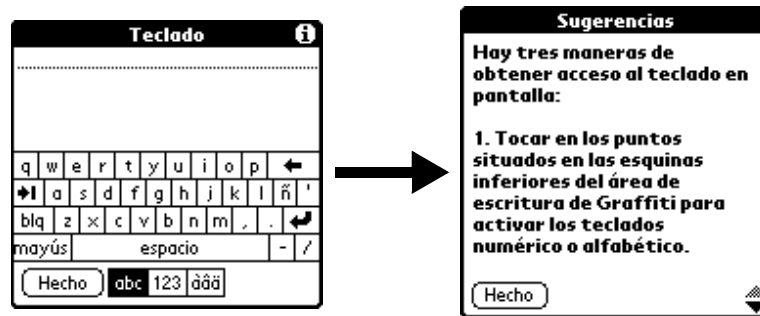 Teclado
q w e r t y u i o p
a s d f g h j k l ñ '
blq z x c v b n m , .
mayús espacio - /
Hecho abc 123 àâä
Sugerencias
Hay tres maneras de
obtener acceso al teclado en
pantalla:
1. Tocar en los puntos
situados en las esquinas
inferiores del área de
escritura de Graffiti para
activar los teclados
numérico o alfabético.
Hecho